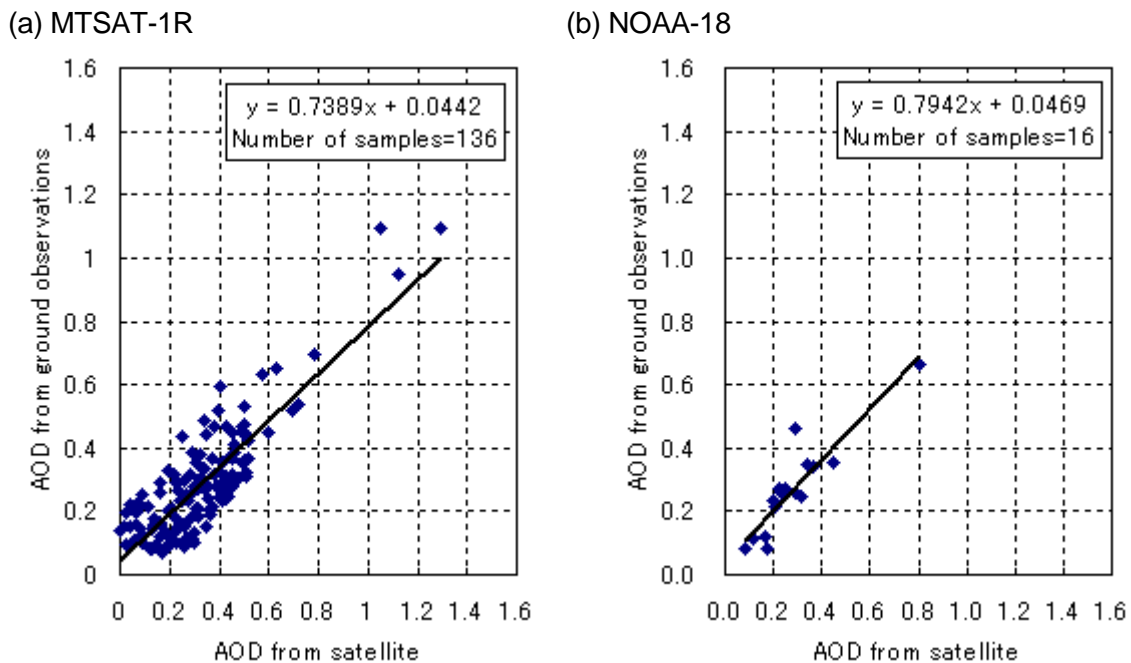 (a) MTSAT-1R
(b) NOAA-18
1.6
1.4
1.2
1
0.8
0.6
0.4
0.2
0
AOD from ground observations
y = 0.7389x + 0.0442
Number of samples=136
0 0.2 0.4 0.6 0.8 1 1.2 1.4 1.6
AOD from satellite
1.6
1.4
1.2
1.0
0.8
0.6
0.4
0.2
0.0
AOD from ground observations
y = 0.7942x + 0.0469
Number of samples=16
0.0 0.2 0.4 0.6 0.8 1.0 1.2 1.4 1.6
AOD from satellite